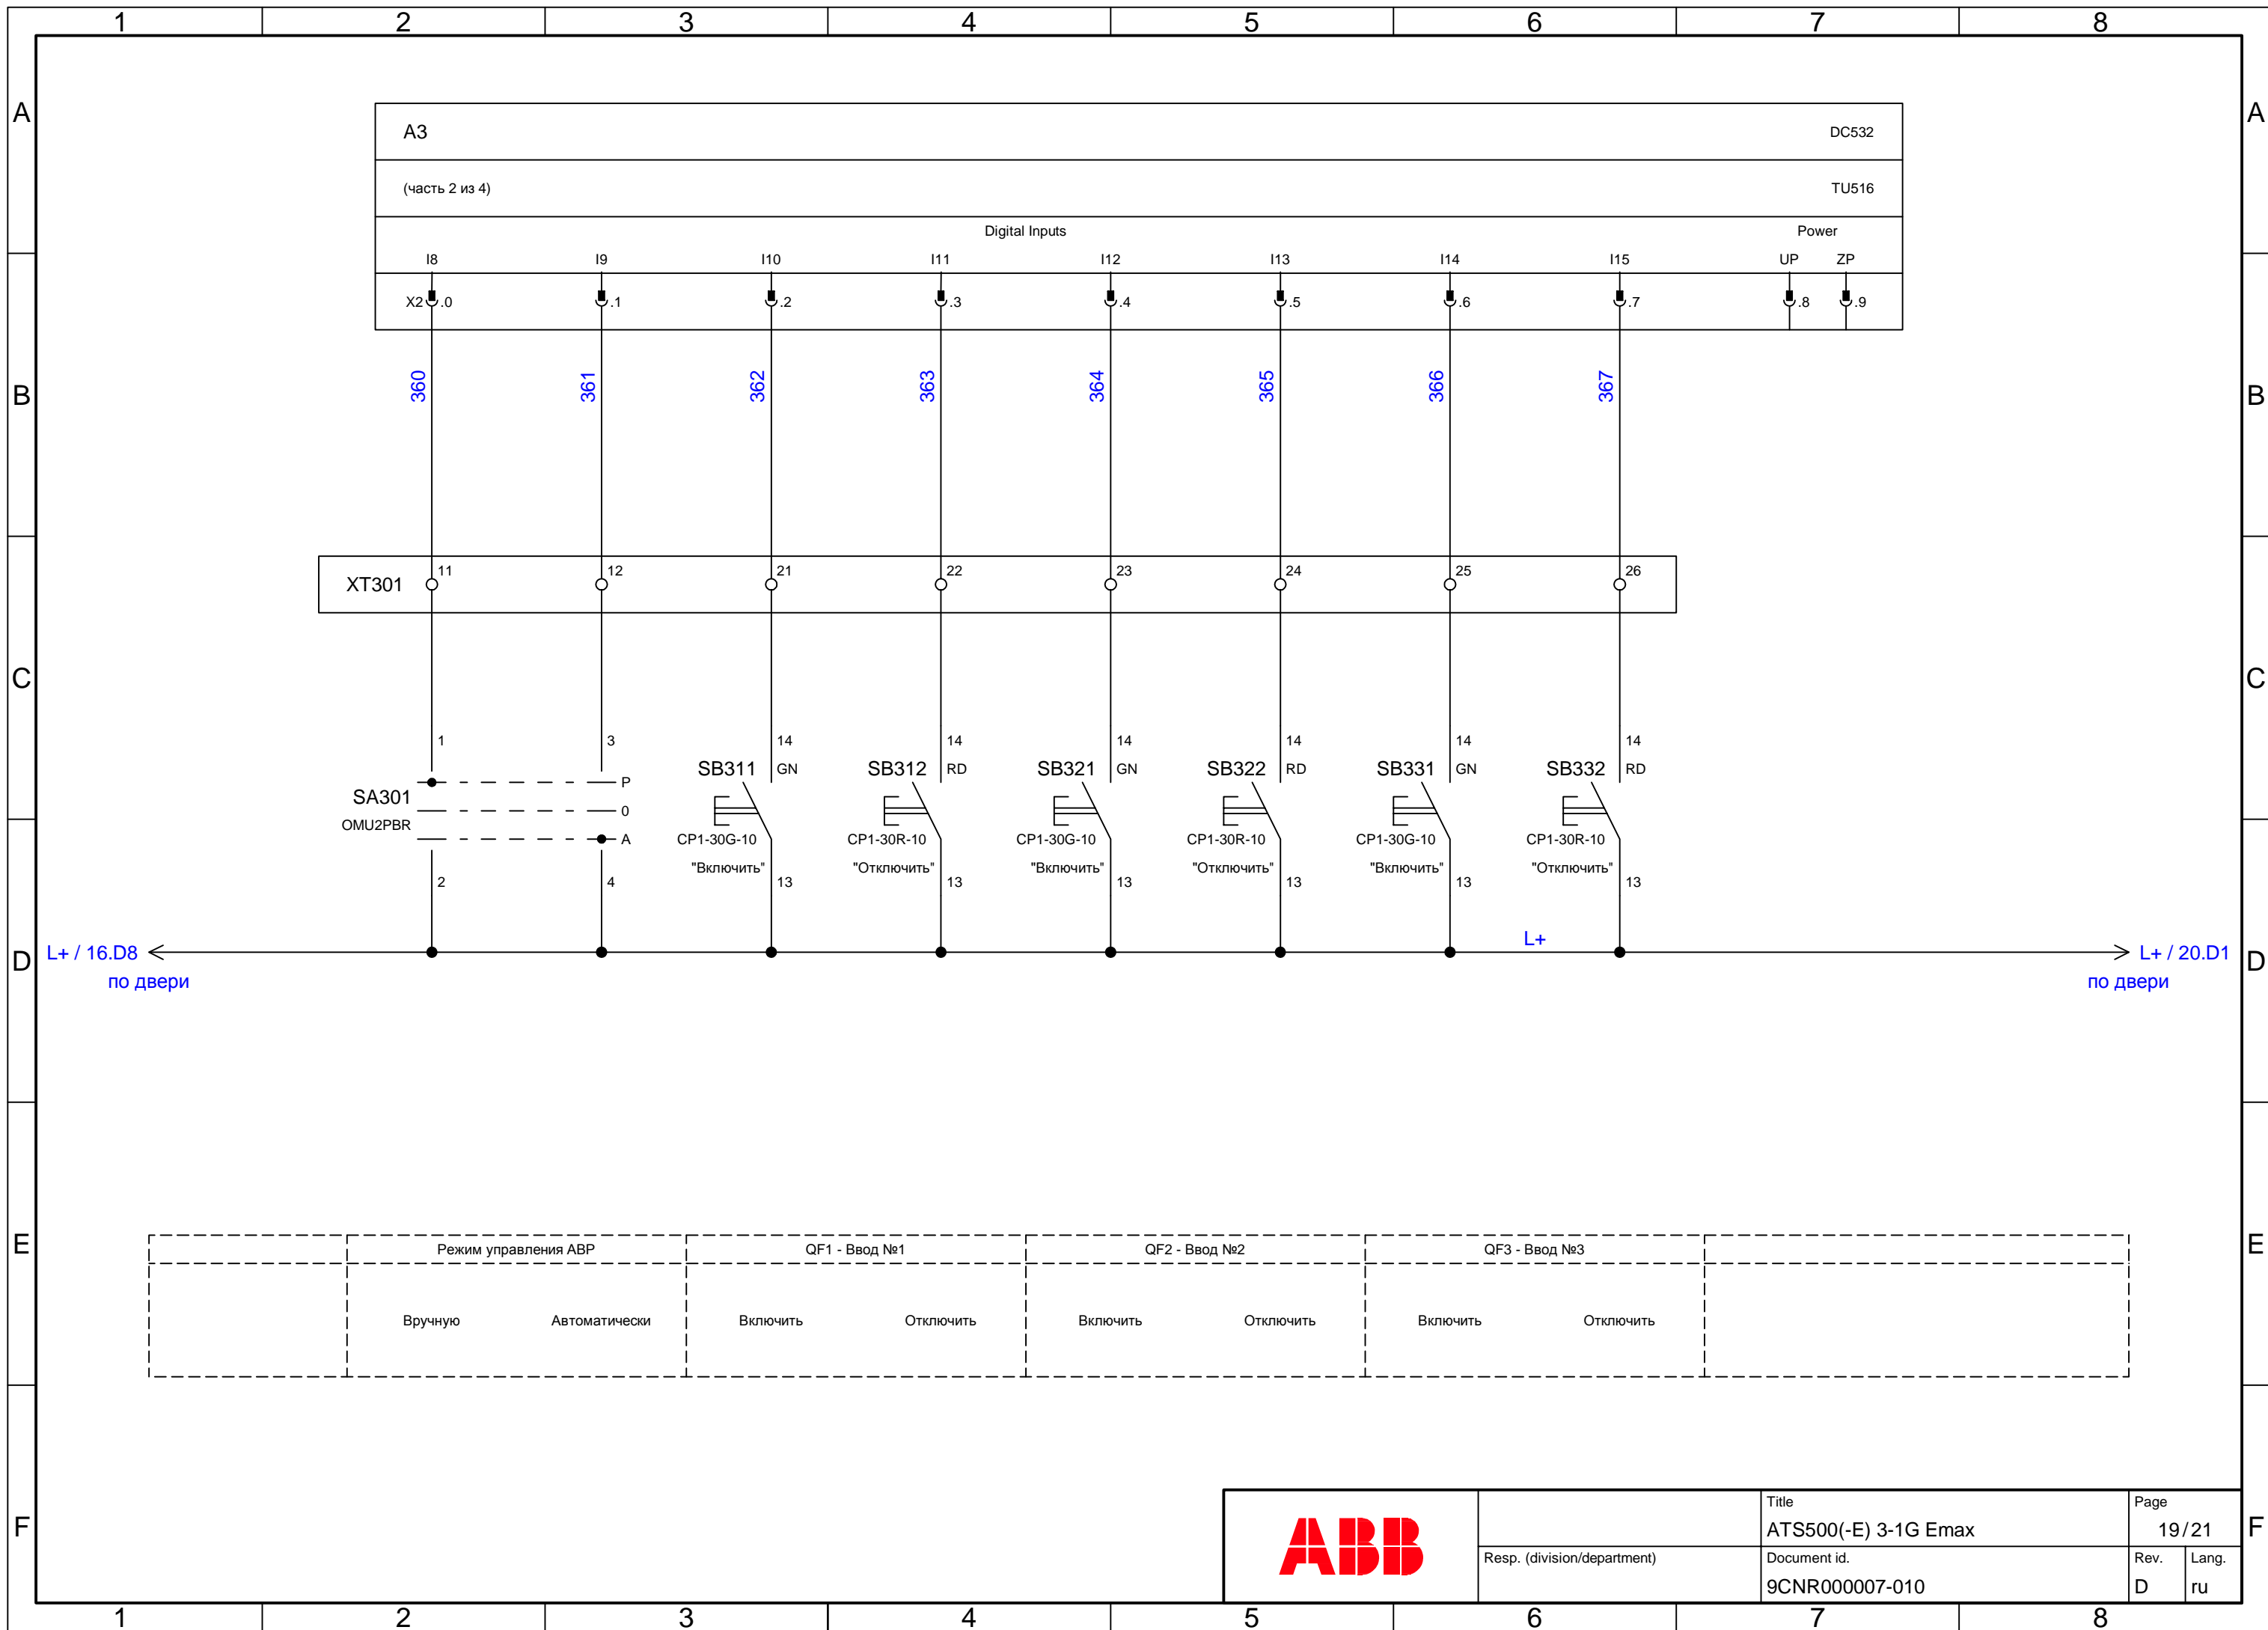 1 2 3 4 5 6 7 8
A A
A3 DC532
(часть 2 из 4) TU516
Digital Inputs Power
I8 I9 I10 I11 I12 I13 I14 I15 UP ZP
X2 .0 .1 .2 .3 .4 .5 .6 .7 .8 .9
B B
360 361 362 363 364 365 366 367
XT301 11 12 21 22 23 24 25 26
C C
1 3 14 14 14 14 14 14
SB311 GN SB312 RD SB321 GN SB322 RD SB331 GN SB332 RD
P
SA301
0
OMU2PBR
A CP1-30G-10 CP1-30R-10 CP1-30G-10 CP1-30R-10 CP1-30G-10 CP1-30R-10
"Включить" "Отключить" "Включить" "Отключить" "Включить" "Отключить"
2 4 13 13 13 13 13 13
L+
D L+ / 16.D8 L+ / 20.D1 D
по двери по двери
E E
Режим управления АВР QF1 - Ввод №1 QF2 - Ввод №2 QF3 - Ввод №3
Вручную Автоматически Включить Отключить Включить Отключить Включить Отключить
F F
ABB
Title
ATS500(-E) 3-1G Emax
Page
19/21
Resp. (division/department)
Document id.
9CNR000007-010
Rev.
D
Lang.
ru
1 2 3 4 5 6 7 8